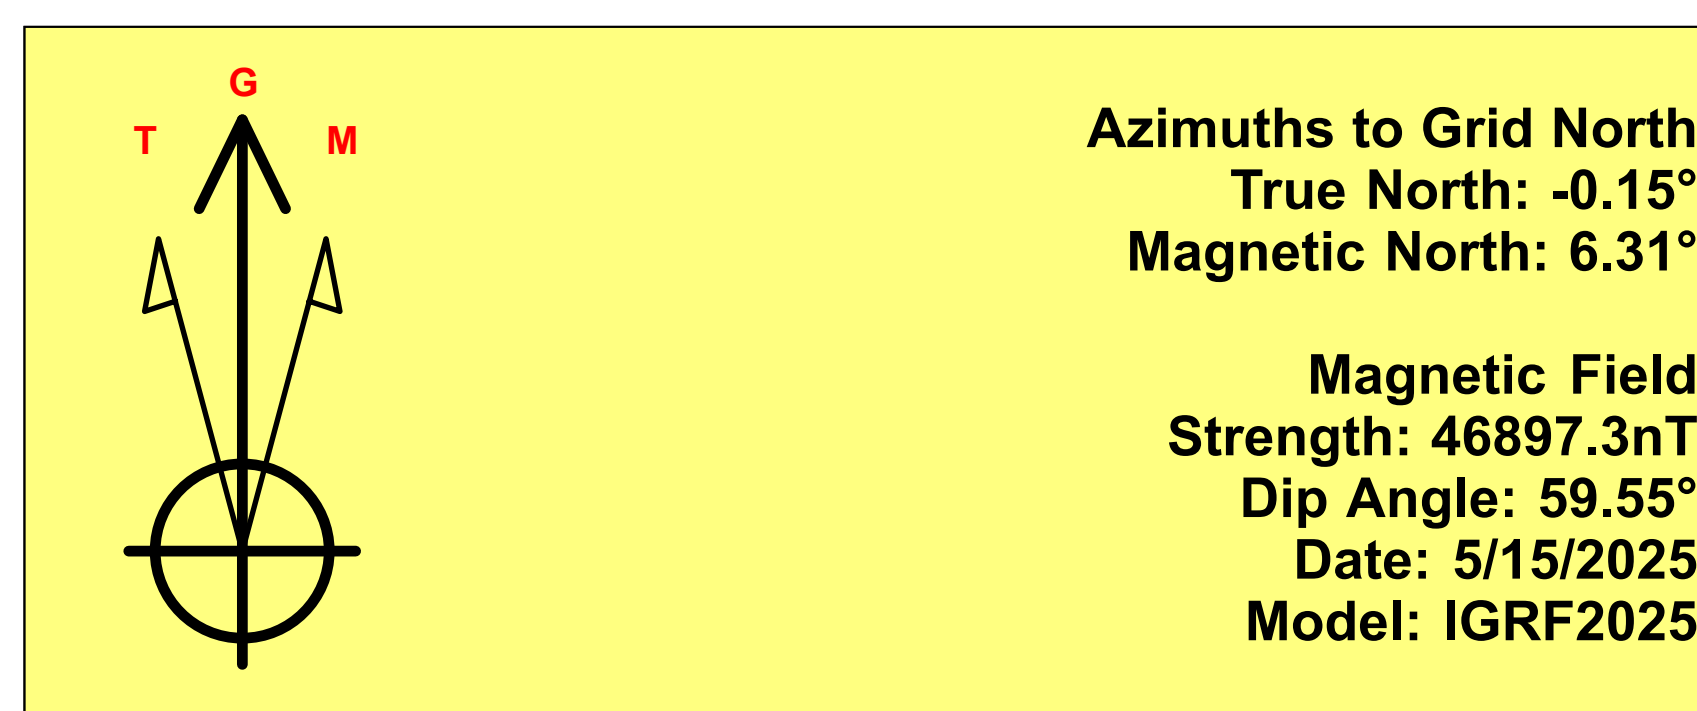 G
T
M
Azimuths to Grid North
True North: -0.15°
Magnetic North: 6.31°
Magnetic Field
Strength: 46897.3nT
Dip Angle: 59.55°
Date: 5/15/2025
Model: IGRF2025